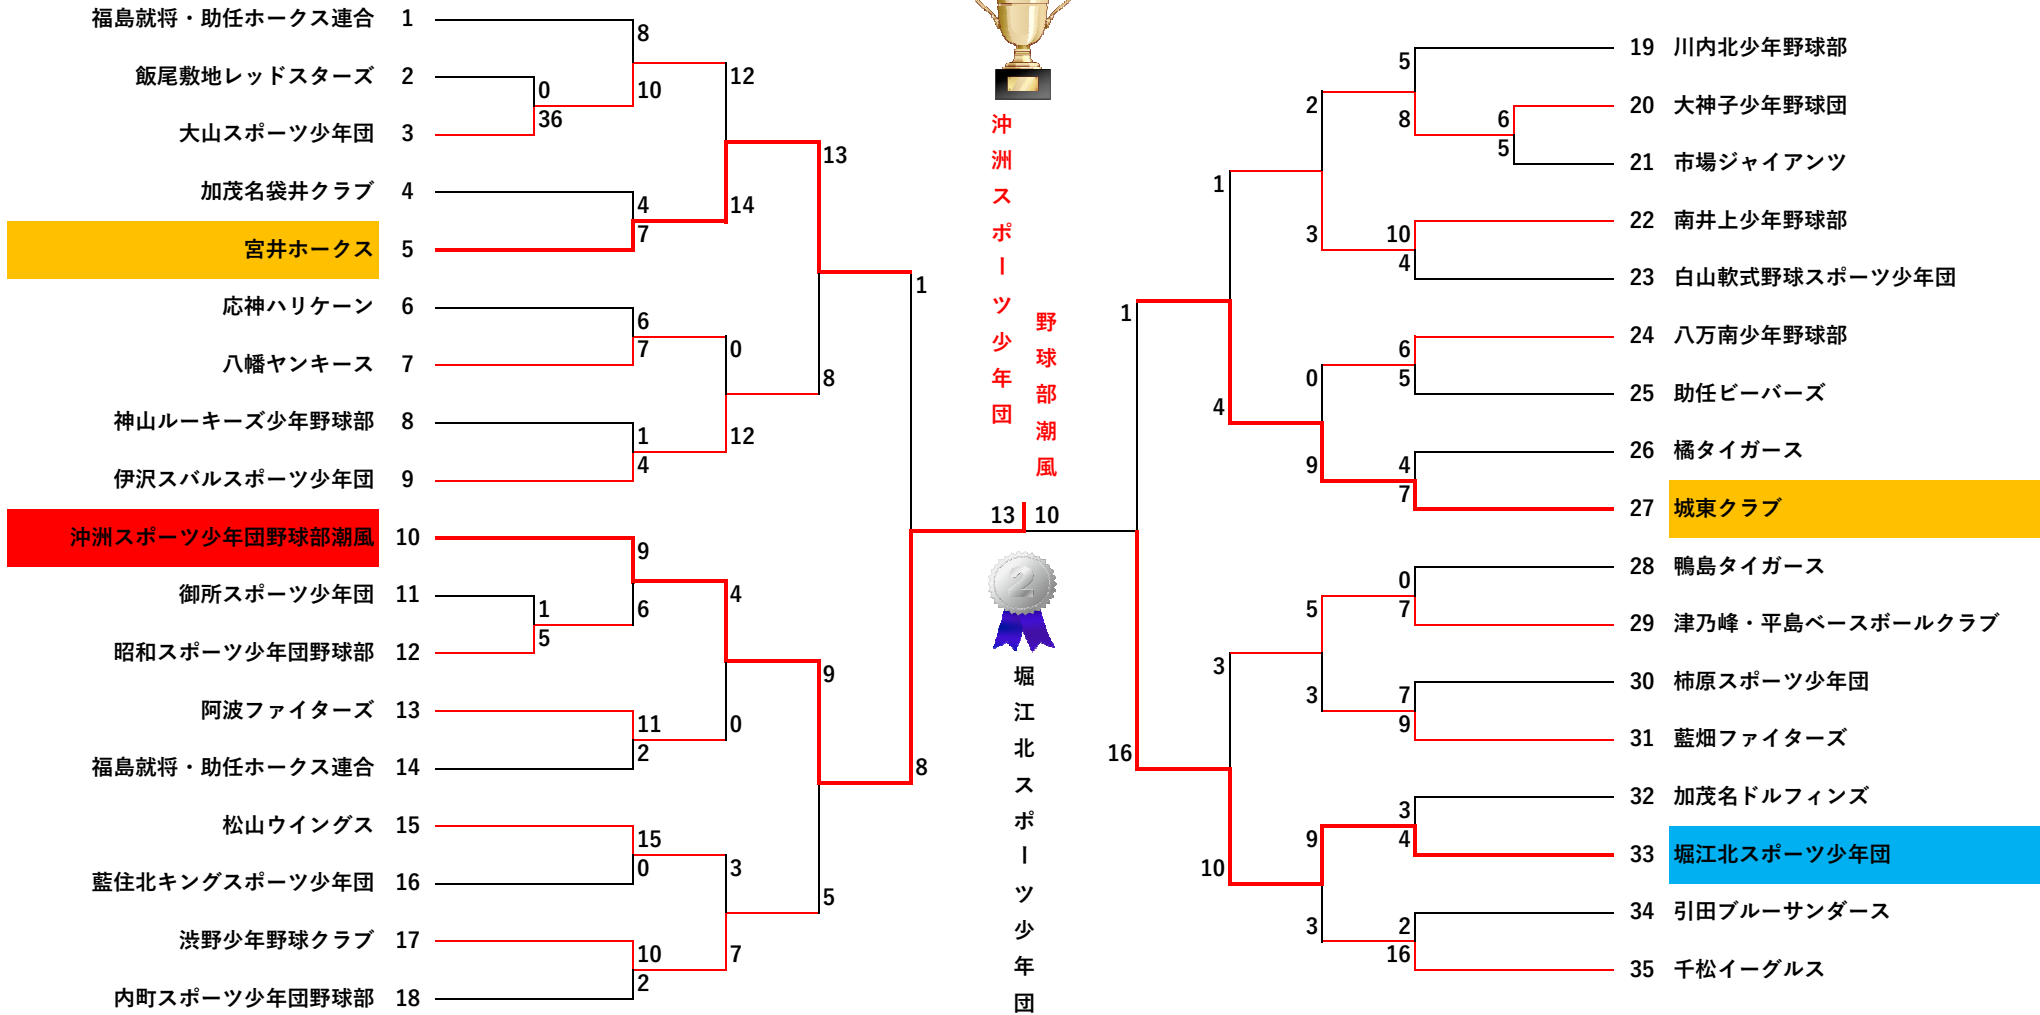 福島就将・助任ホークス連合 1
飯尾敷地レッドスターズ 2
大山スポーツ少年団 3
加茂名袋井クラブ 4
宮井ホークス 5
応神ハリケーン 6
八幡ヤンキース 7
神山ルーキーズ少年野球部 8
伊沢スバルスポーツ少年団 9
沖洲スポーツ少年団野球部潮風 10
御所スポーツ少年団 11
昭和スポーツ少年団野球部 12
阿波ファイターズ 13
福島就将・助任ホークス連合 14
松山ウイングス 15
藍住北キングスポーツ少年団 16
渋野少年野球クラブ 17
内町スポーツ少年団野球部 18
0
36
1
5
8
10
4
7
6
7
1
4
9
6
11
2
15
0
10
2
12
14
0
12
4
0
3
7
13
8
9
5
1
8
沖洲スポーツ少年団
野球部潮風
13 10
2
堀江北スポーツ少年団
1
16
1
4
3
10
2
3
0
9
5
3
9
3
5
8
10
4
6
5
4
7
0
7
7
9
3
4
2
16
6
5
19 川内北少年野球部
20 大神子少年野球団
21 市場ジャイアンツ
22 南井上少年野球部
23 白山軟式野球スポーツ少年団
24 八万南少年野球部
25 助任ビーバーズ
26 橘タイガース
27 城東クラブ
28 鴨島タイガース
29 津乃峰・平島ベースボールクラブ
30 柿原スポーツ少年団
31 藍畑ファイターズ
32 加茂名ドルフィンズ
33 堀江北スポーツ少年団
34 引田ブルーサンダース
35 千松イーグルス